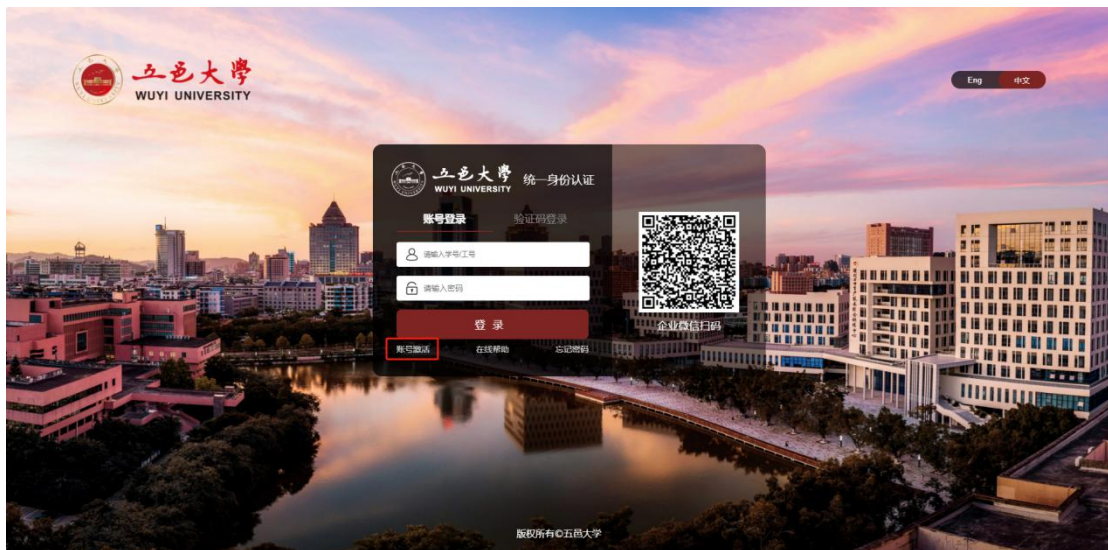 五邑大學
WUYI UNIVERSITY
Eng 中文
五邑大學
WUYI UNIVERSITY
统一身份认证
账号登录 验证码登录
请输入学号/工号
请输入密码
登 录
企业微信扫码
账号激活 在线帮助 忘记密码
版权所有©五邑大学